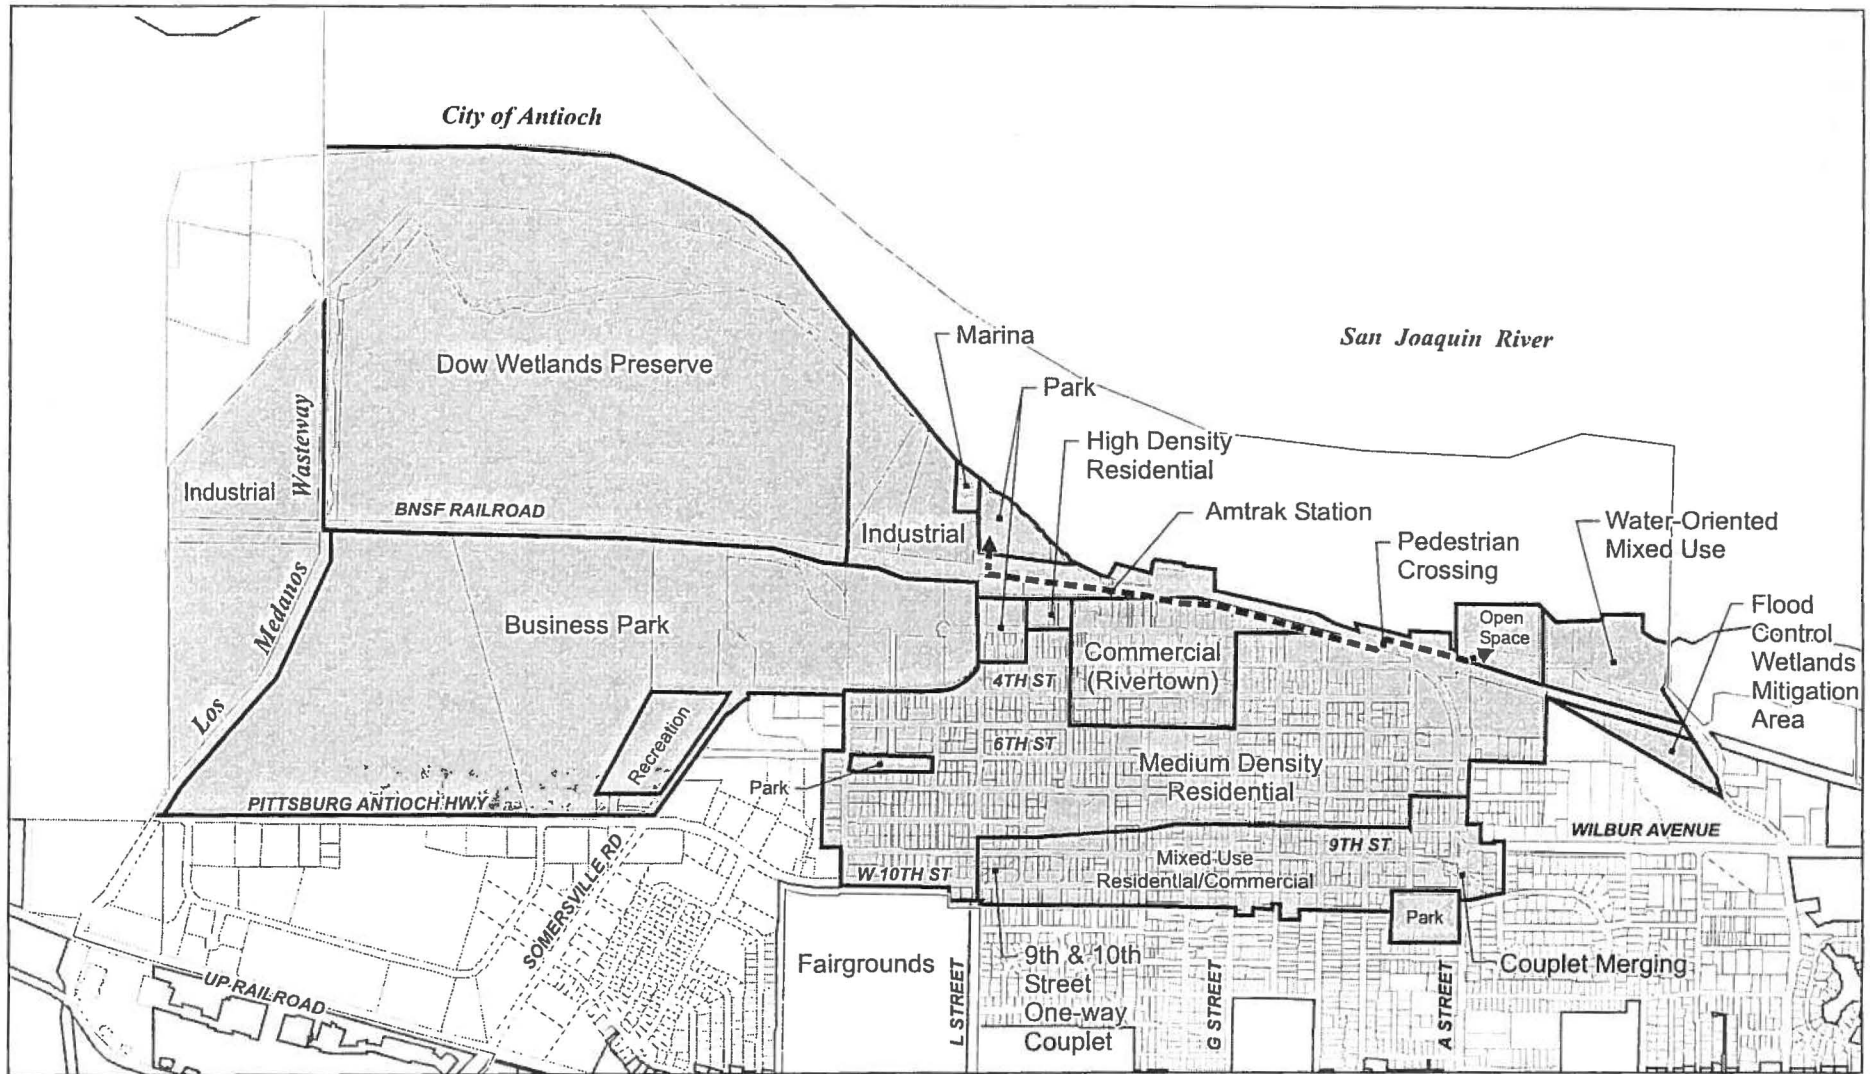 City of Antioch
San Joaquin River
Marina
Dow Wetlands Preserve
Park
High Density
Residential
Wasteway
Industrial
BNSF RAILROAD
Industrial
Amtrak Station
Water-Oriented
Mixed Use
Pedestrian
Crossing
Flood
Control
Wetlands
Mitigation
Area
Open
Space
Medanos
Los
Business Park
Commercial
(Rivertown)
4TH ST
Recreation
6TH ST
Medium Density
Residential
Park
PITTSBURG ANTIOCH HWY
WILBUR AVENUE
9TH ST
SOMERSVILLE RD
Mixed Use
Residential/Commercial
W 10TH ST
Park
Fairgrounds
9th & 10th
Street
One-way
Couplet
Couplet Merging
L STREET
G STREET
A STREET
UP RAILROAD